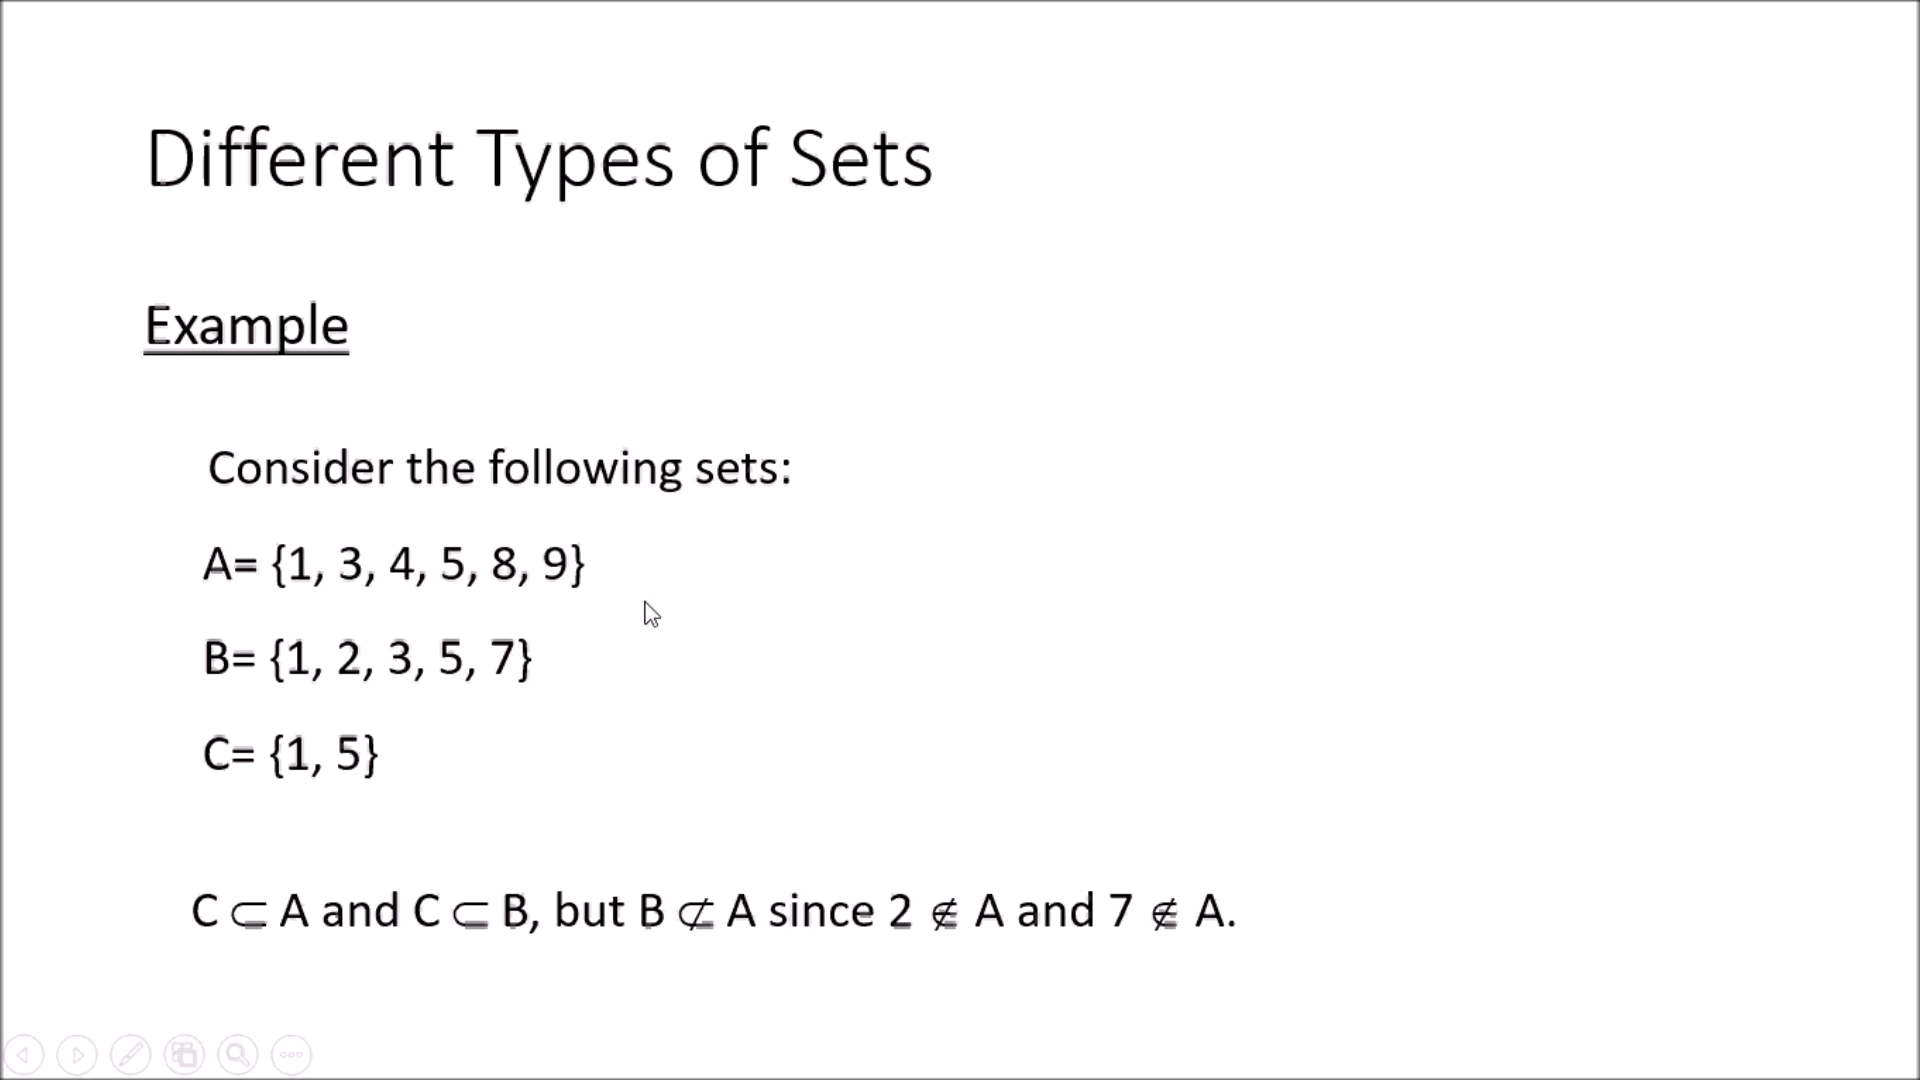 Different Types of Sets
Example
Consider the following sets:
A= {1, 3, 4, 5, 8, 9}
B= {1, 2, 3, 5, 7}
C= {1, 5}
C ⊂ A and C ⊂ B, but B ⊄ A since 2 ∉ A and 7 ∉ A.